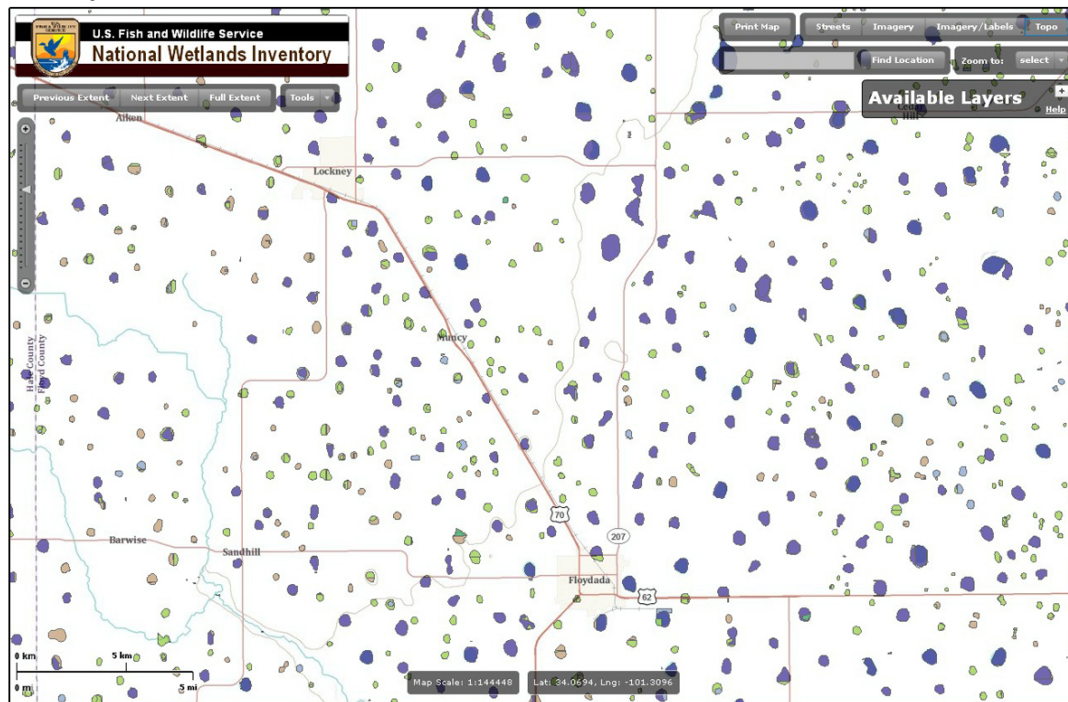 U.S. Fish and Wildlife Service
National Wetlands Inventory
Print Map
Streets
Imagery
Imagery/Labels
Topo
Find Location
Zoom to:
select
Previous Extent
Next Extent
Full Extent
Tools
Available Layers
Help
Cedar
Hill
Aiken
Lockney
Muncy
Hale County
Floyd County
70
207
Barwise
Sandhill
Floydada
62
0 km
5 km
0 m
5 mi
Map Scale: 1:144448
Lat: 34.0694, Lng: -101.3096